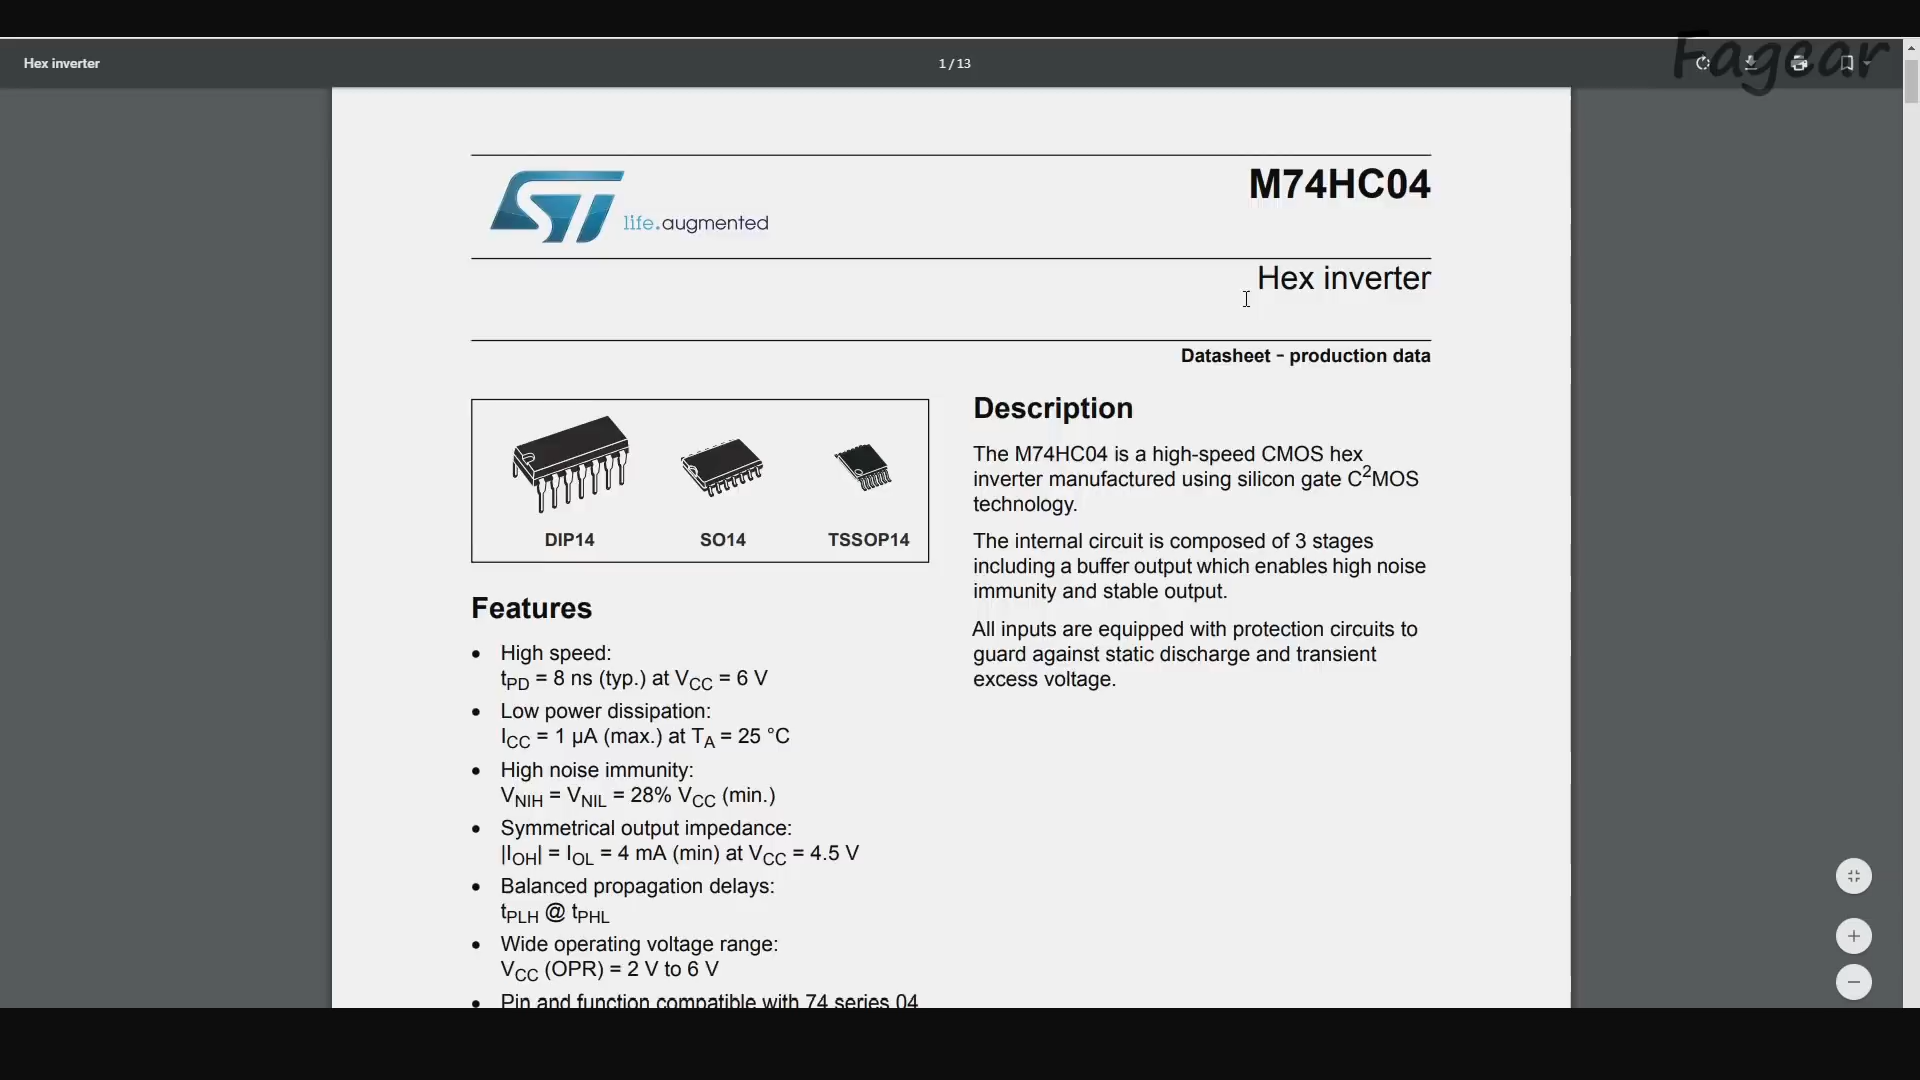 Hex inverter
1 / 13
Fagear
ST
life.augmented
M74HC04
Hex inverter
Datasheet - production data
DIP14
SO14
TSSOP14
Features
• High speed:
tPD = 8 ns (typ.) at VCC = 6 V
• Low power dissipation:
ICC = 1 μA (max.) at TA = 25 °C
• High noise immunity:
VNIH = VNIL = 28% VCC (min.)
• Symmetrical output impedance:
|IOH| = IOL = 4 mA (min) at VCC = 4.5 V
• Balanced propagation delays:
tPLH @ tPHL
• Wide operating voltage range:
VCC (OPR) = 2 V to 6 V
• Pin and function compatible with 74 series 04
Description
The M74HC04 is a high-speed CMOS hex
inverter manufactured using silicon gate C²MOS
technology.
The internal circuit is composed of 3 stages
including a buffer output which enables high noise
immunity and stable output.
All inputs are equipped with protection circuits to
guard against static discharge and transient
excess voltage.